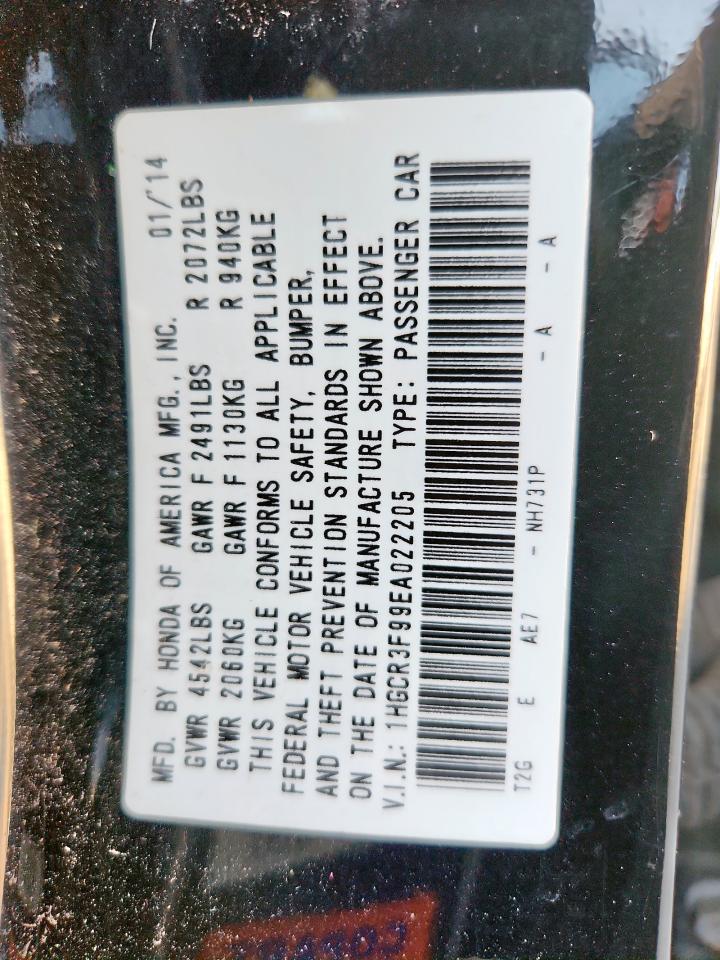 MFD. BY HONDA OF AMERICA MFG., INC. 01/'14
GVWR 4542LBS GAWR F 2491LBS R 2072LBS
GVWR 2060KG GAWR F 1130KG R 940KG
THIS VEHICLE CONFORMS TO ALL APPLICABLE
FEDERAL MOTOR VEHICLE SAFETY, BUMPER,
AND THEFT PREVENTION STANDARDS IN EFFECT
ON THE DATE OF MANUFACTURE SHOWN ABOVE.
V.I.N.: 1HGCR3F99EA022205 TYPE: PASSENGER CAR
T2G E AE7 - NH731P - A - A